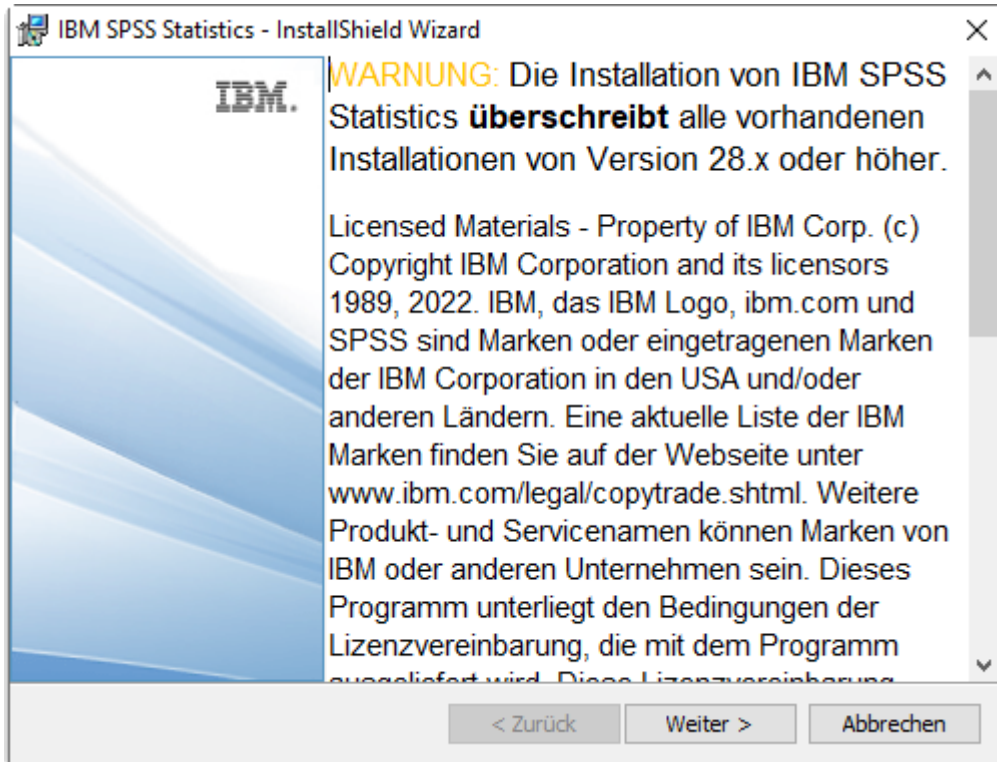 IBM SPSS Statistics - InstallShield Wizard
IBM.
WARNUNG: Die Installation von IBM SPSS
Statistics überschreibt alle vorhandenen
Installationen von Version 28.x oder höher.
Licensed Materials - Property of IBM Corp. (c)
Copyright IBM Corporation and its licensors
1989, 2022. IBM, das IBM Logo, ibm.com und
SPSS sind Marken oder eingetragenen Marken
der IBM Corporation in den USA und/oder
anderen Ländern. Eine aktuelle Liste der IBM
Marken finden Sie auf der Webseite unter
www.ibm.com/legal/copytrade.shtml. Weitere
Produkt- und Servicenamen können Marken von
IBM oder anderen Unternehmen sein. Dieses
Programm unterliegt den Bedingungen der
Lizenzvereinbarung, die mit dem Programm
ausgeliefert wird. Diese Lizenzvereinbarung
< Zurück Weiter > Abbrechen